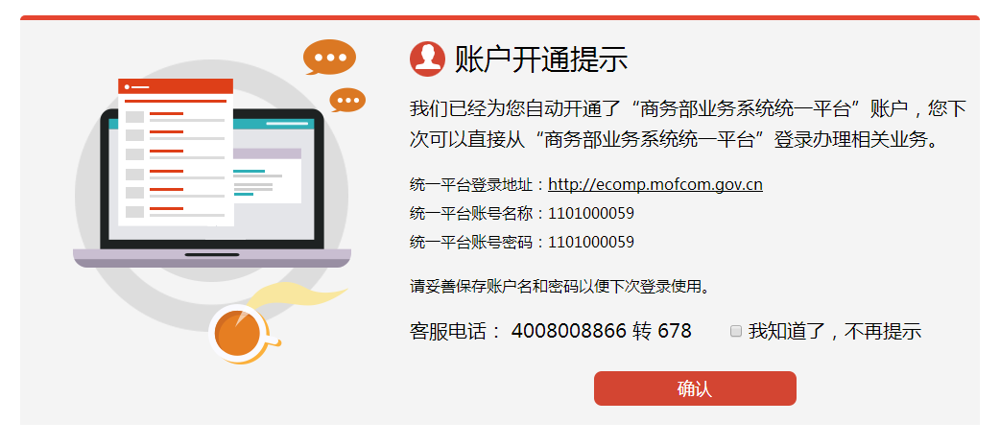 账户开通提示
我们已经为您自动开通了“商务部业务系统统一平台”账户，您下
次可以直接从“商务部业务系统统一平台”登录办理相关业务。
统一平台登录地址：http://ecomp.mofcom.gov.cn
统一平台账号名称：1101000059
统一平台账号密码：1101000059
请妥善保存账户名和密码以便下次登录使用。
客服电话： 4008008866 转 678 我知道了，不再提示
确认